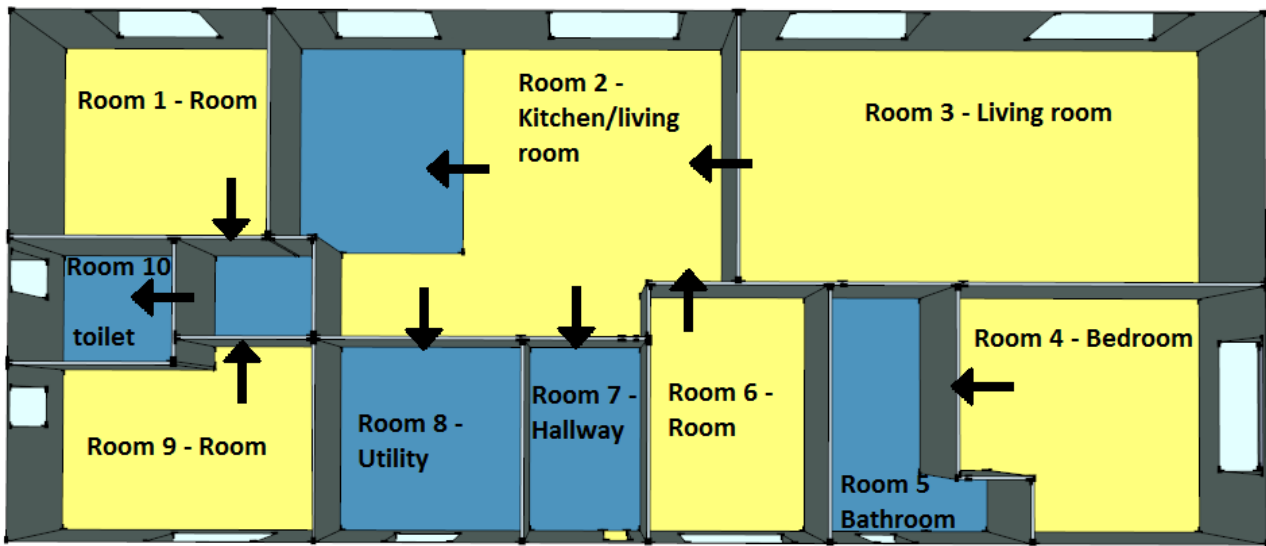 Room 1 - Room
Room 2 -
Kitchen/living
room
Room 3 - Living room
Room 10
toilet
Room 4 - Bedroom
Room 9 - Room
Room 8 -
Utility
Room 7 -
Hallway
Room 6 -
Room
Room 5
Bathroom